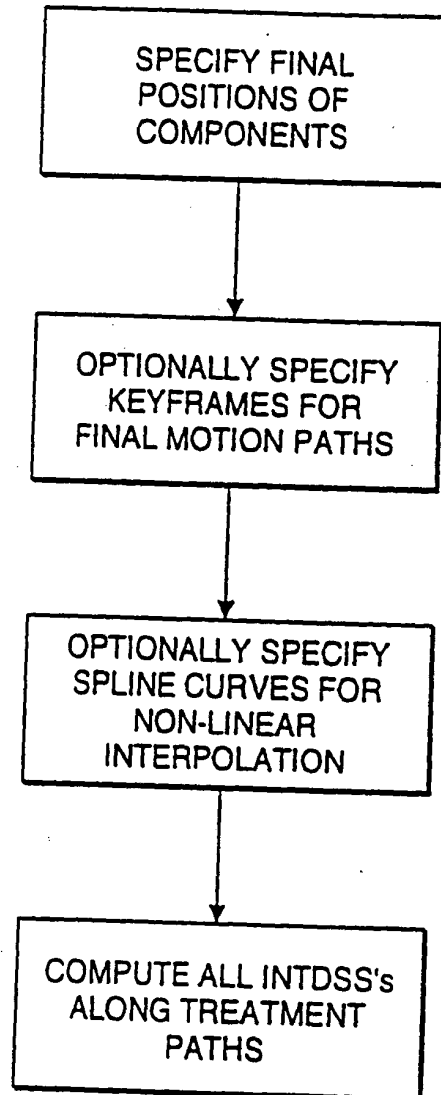 SPECIFY FINAL
POSITIONS OF
COMPONENTS
OPTIONALLY SPECIFY
KEYFRAMES FOR
FINAL MOTION PATHS
OPTIONALLY SPECIFY
SPLINE CURVES FOR
NON-LINEAR
INTERPOLATION
COMPUTE ALL INTDSS's
ALONG TREATMENT
PATHS